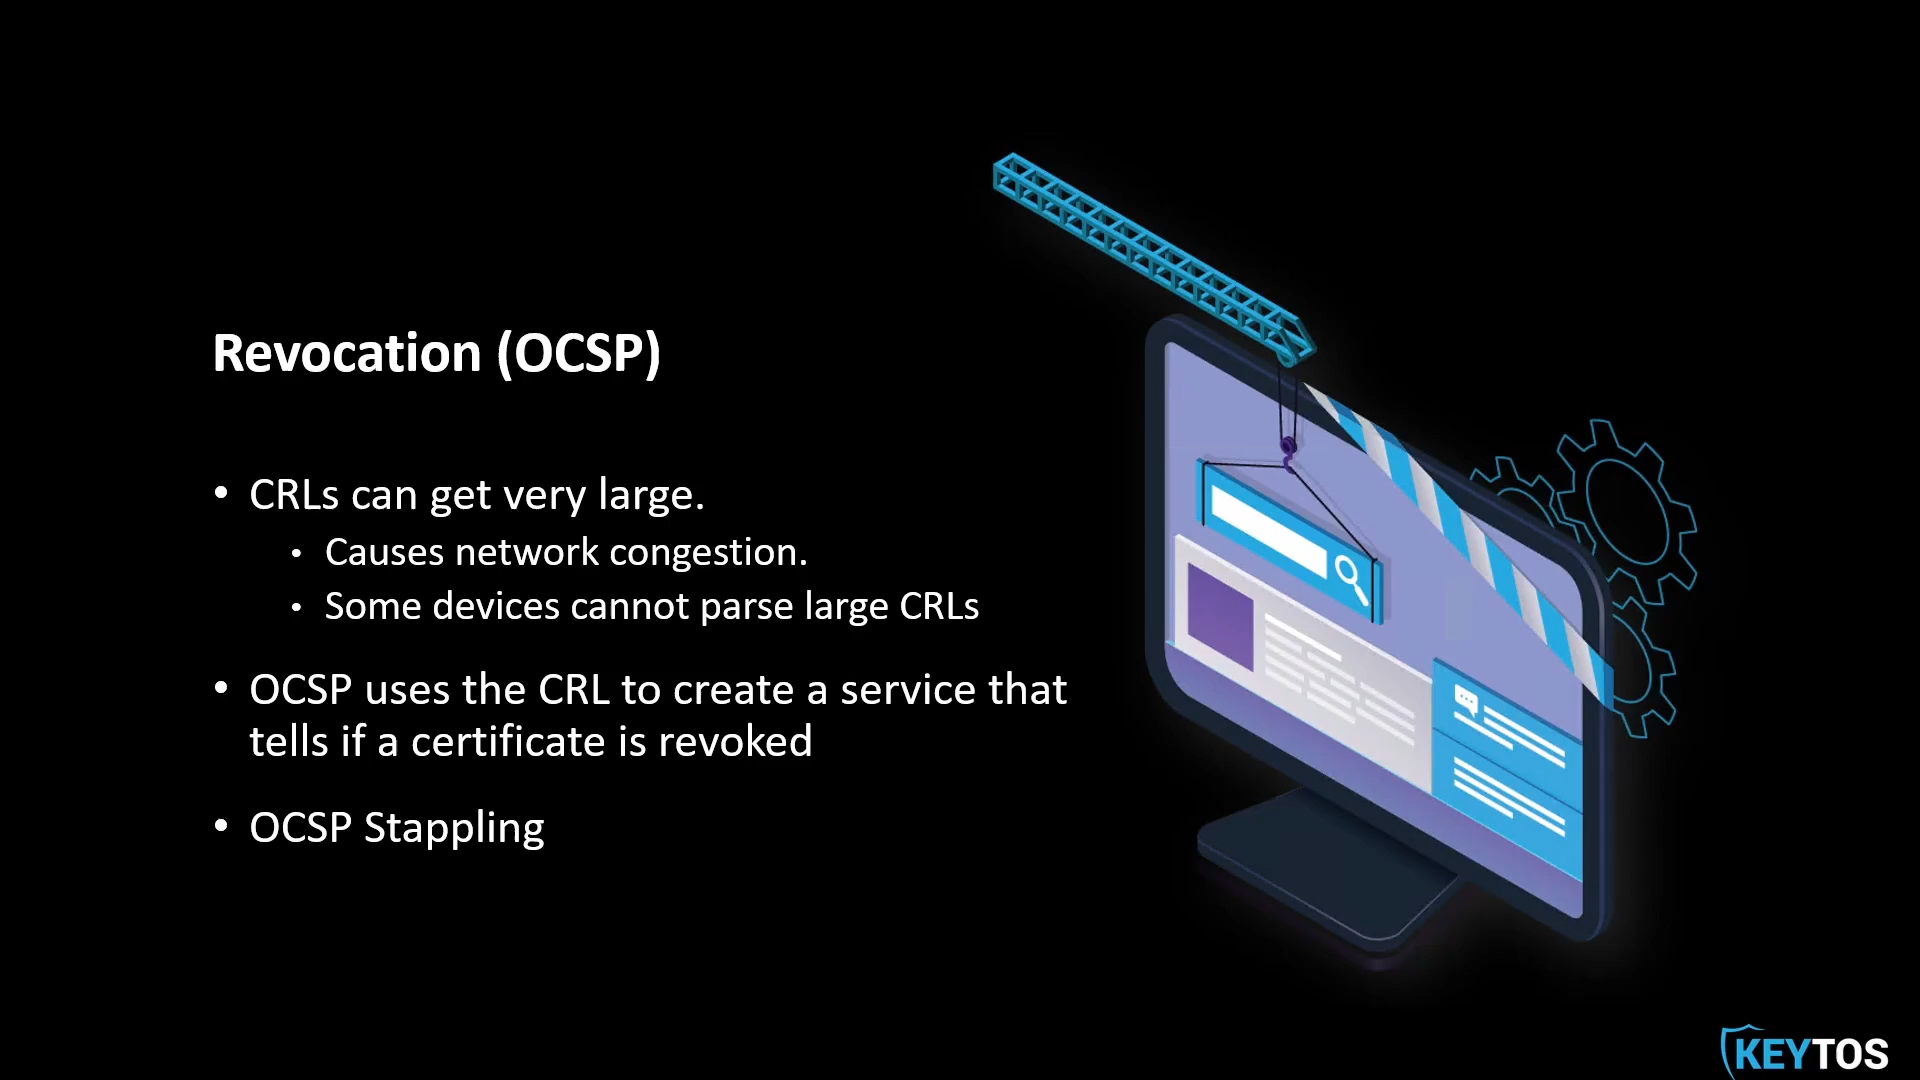 Revocation (OCSP)
• CRLs can get very large.
• Causes network congestion.
• Some devices cannot parse large CRLs
• OCSP uses the CRL to create a service that
tells if a certificate is revoked
• OCSP Stappling
KEYTOS